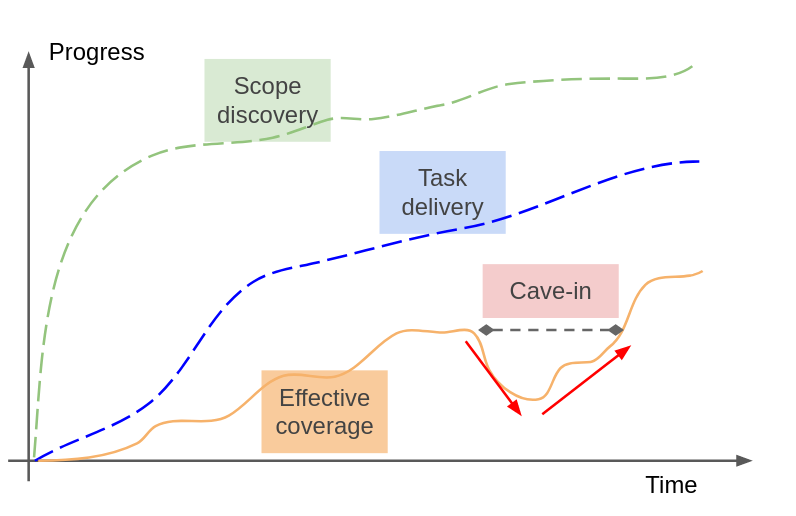 Progress
Scope
discovery
Task
delivery
Cave-in
Effective
coverage
Time